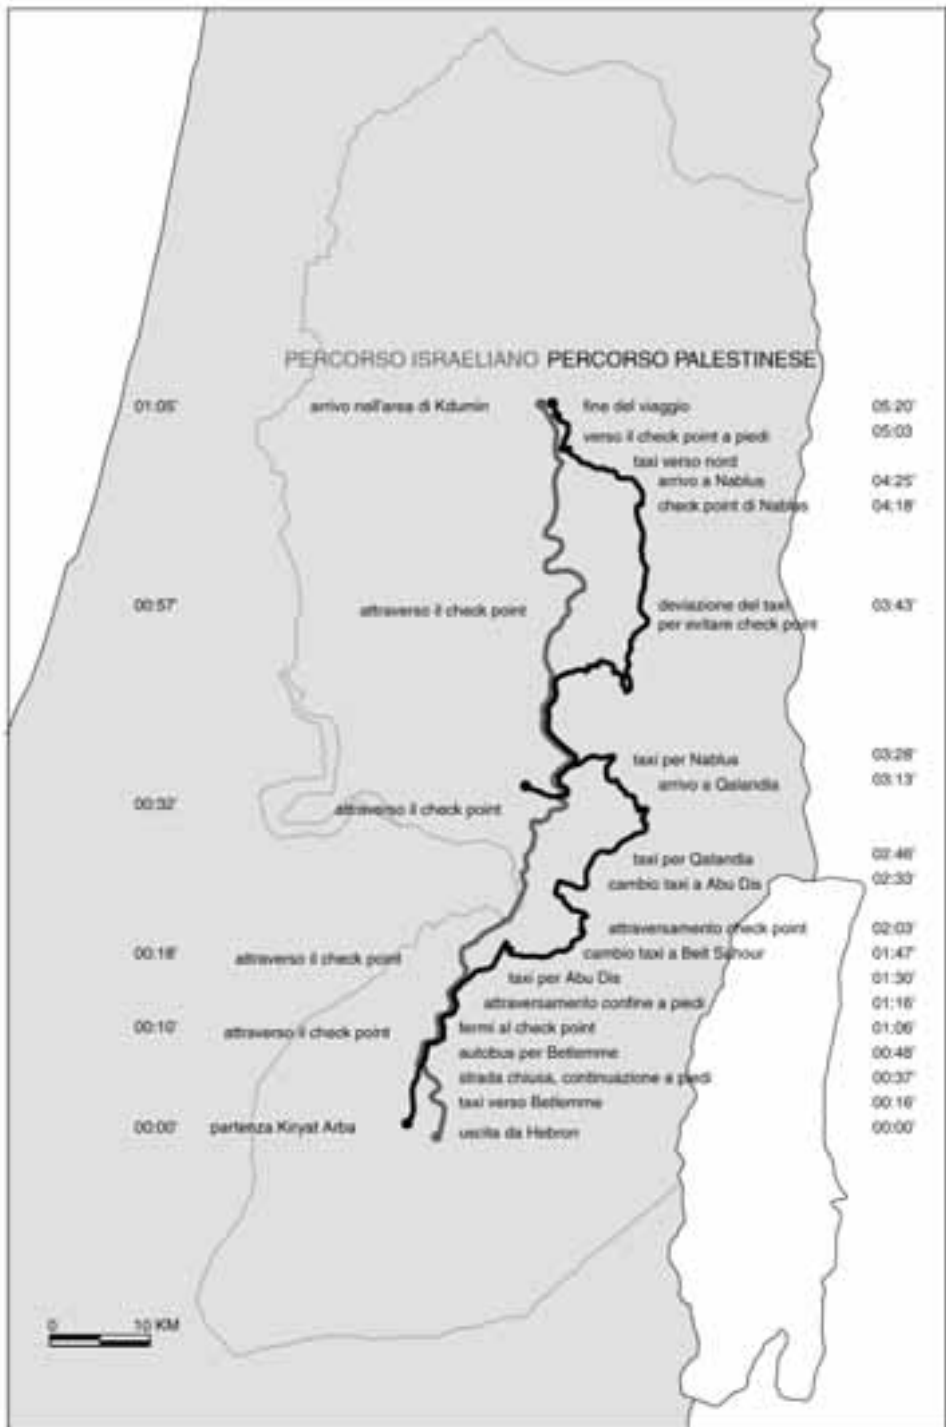 PERCORSO ISRAELIANO PERCORSO PALESTINESE
01:05' arrivo nell'area di Kdumin fine del viaggio 05:20'
verso il check point a piedi 05:03
taxi verso nord
arrivo a Nablus 04:25'
check point di Nablus 04:18'
00:57' attraverso il check point deviazione del taxi 03:43'
per evitare check point
taxi per Nablus 03:28'
arrivo a Qalandia 03:13'
00:32' attraverso il check point
taxi per Qalandia 02:46'
cambio taxi a Abu Dis 02:33'
attraversamento check point 02:03'
00:18' attraverso il check point cambio taxi a Beit Sahour 01:47'
taxi per Abu Dis 01:30'
attraversamento confine a piedi 01:16'
00:10' attraverso il check point fermi al check point 01:06'
autobus per Betlemme 00:48'
strada chiusa, continuazione a piedi 00:37'
taxi verso Betlemme 00:16'
00:00' partenza Kiryat Arba uscita da Hebron 00:00'
0 10 KM